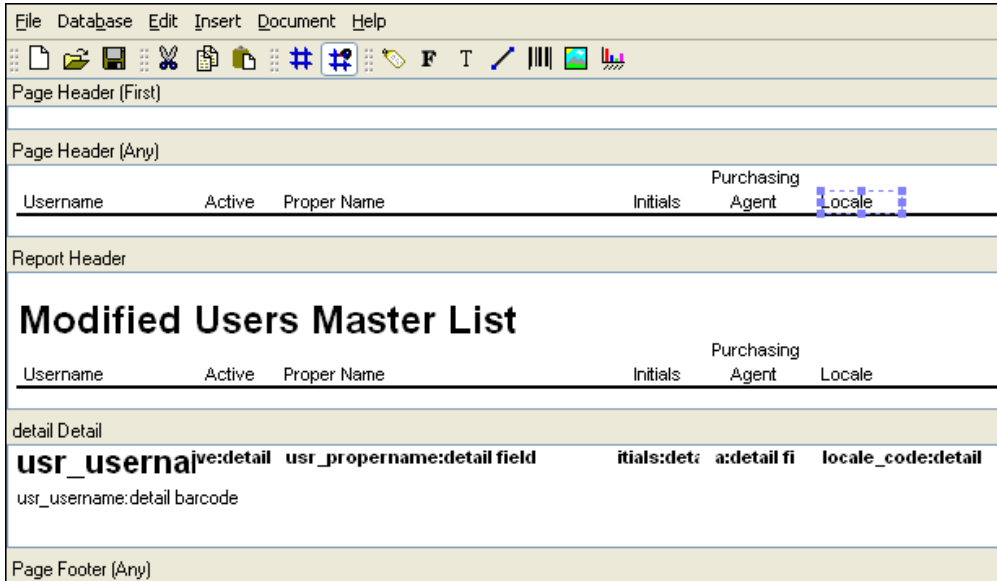 File Database Edit Insert Document Help
F T
Page Header (First)
Page Header (Any)
Purchasing
Username Active Proper Name Initials Agent Locale
Report Header
Modified Users Master List
Purchasing
Username Active Proper Name Initials Agent Locale
detail Detail
usr_usernai ve:detail usr_propername:detail field itials:deta a:detail fi locale_code:detail
usr_username:detail barcode
Page Footer (Any)